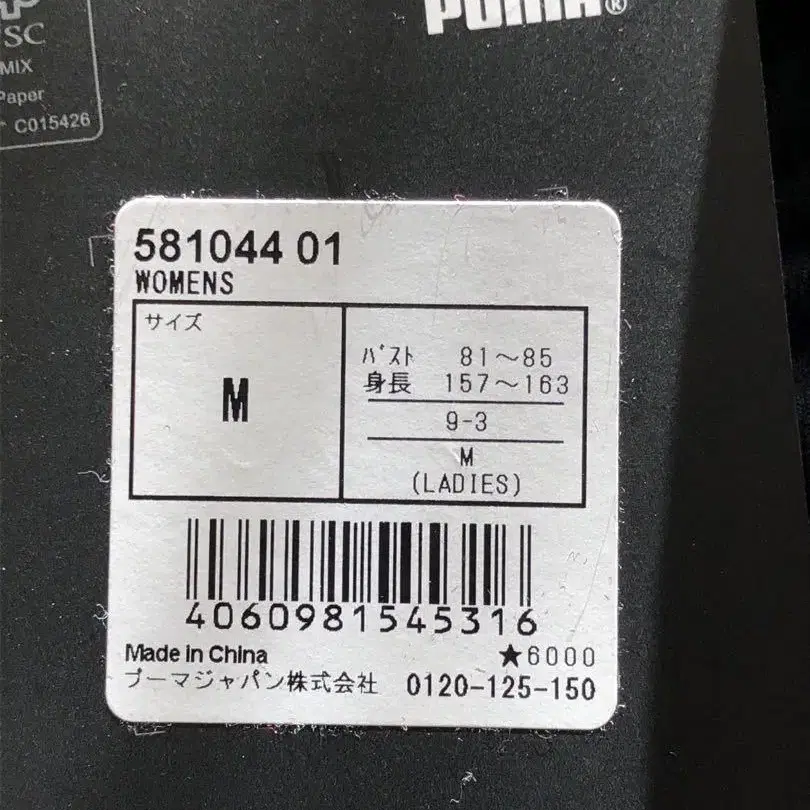 PUMA®
SC
MIX
Paper
C015426
581044 01
WOMENS
サイズ
M
バスト 81～85
身長 157～163
9-3
M
(LADIES)
4060981545316
Made in China ★6000
プーマジャパン株式会社 0120-125-150